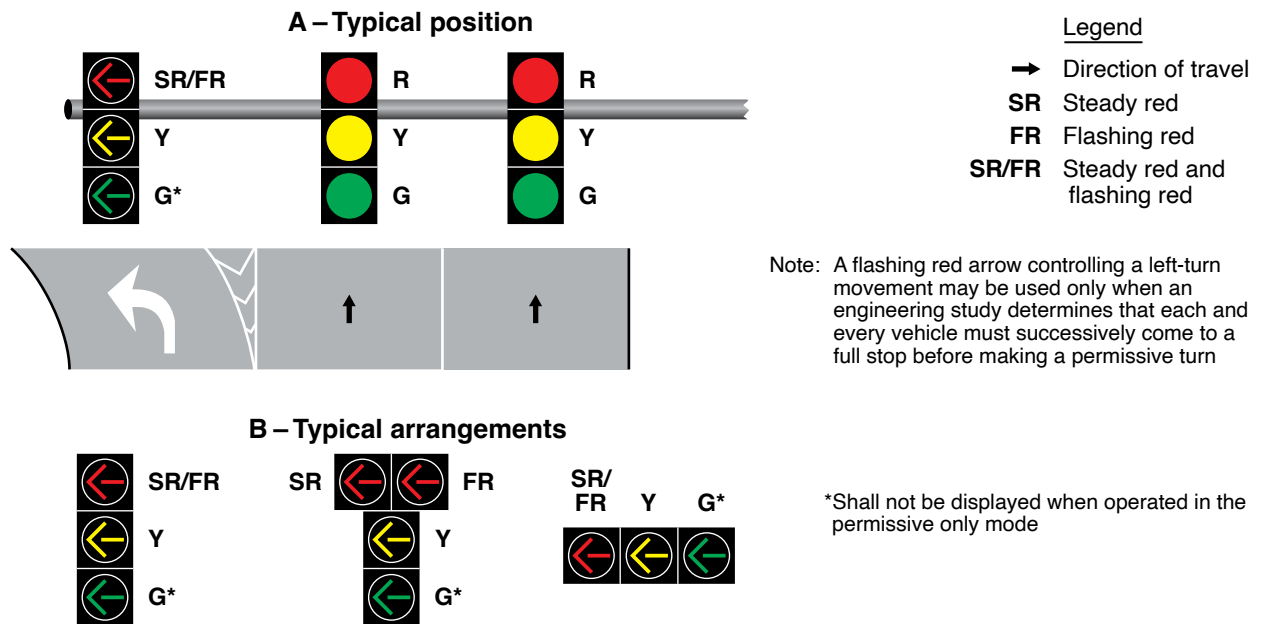 A – Typical position
SR/FR
Y
G*
R
Y
G
R
Y
G
Legend
Direction of travel
SR Steady red
FR Flashing red
SR/FR Steady red and
flashing red
Note: A flashing red arrow controlling a left-turn
movement may be used only when an
engineering study determines that each and
every vehicle must successively come to a
full stop before making a permissive turn
B – Typical arrangements
SR/FR
Y
G*
SR FR
Y
G*
SR/
FR Y G*
*Shall not be displayed when operated in the
permissive only mode